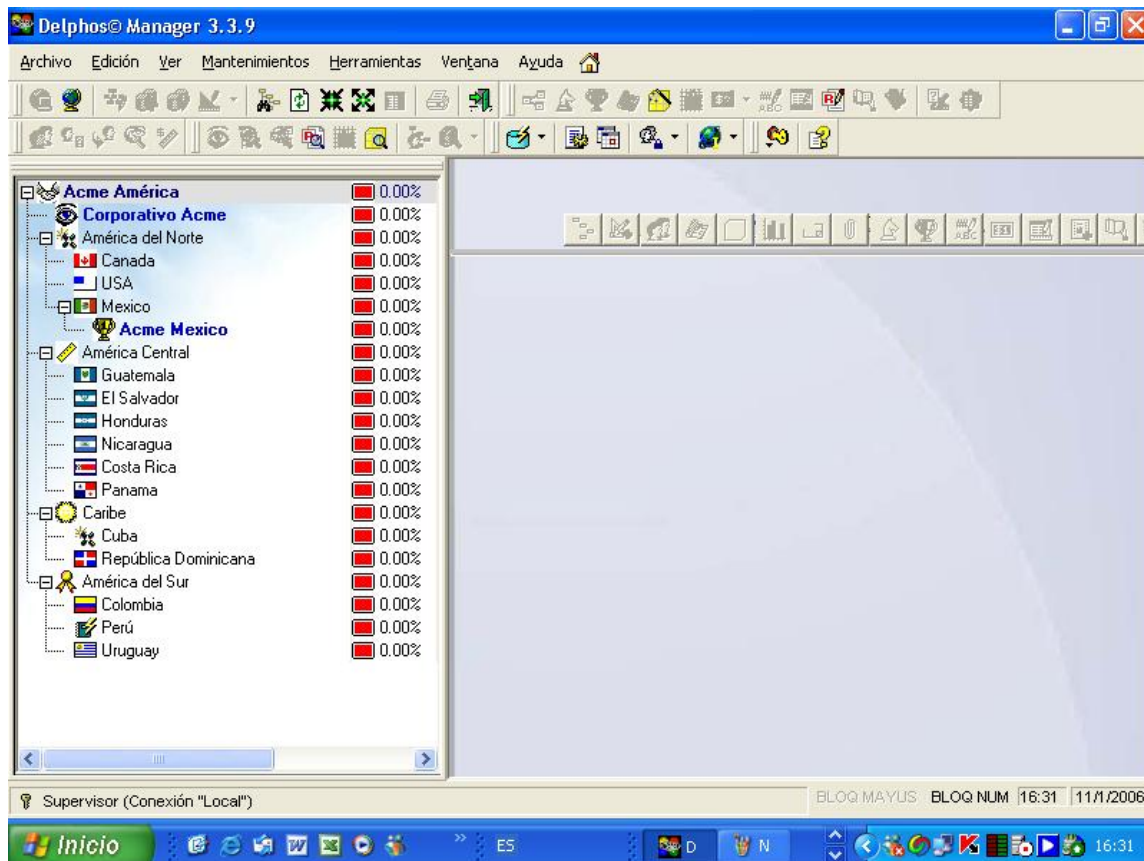 Delphos© Manager 3.3.9
Archivo Edición Ver Mantenimientos Herramientas Ventana Ayuda
Acme América 0.00%
Corporativo Acme 0.00%
América del Norte 0.00%
Canada 0.00%
USA 0.00%
Mexico 0.00%
Acme Mexico 0.00%
América Central 0.00%
Guatemala 0.00%
El Salvador 0.00%
Honduras 0.00%
Nicaragua 0.00%
Costa Rica 0.00%
Panama 0.00%
Caribe 0.00%
Cuba 0.00%
República Dominicana 0.00%
América del Sur 0.00%
Colombia 0.00%
Perú 0.00%
Uruguay 0.00%
Supervisor (Conexión "Local") BLOQ MAYUS BLOQ NUM 16:31 11/1/2006
Inicio ES D N 16:31